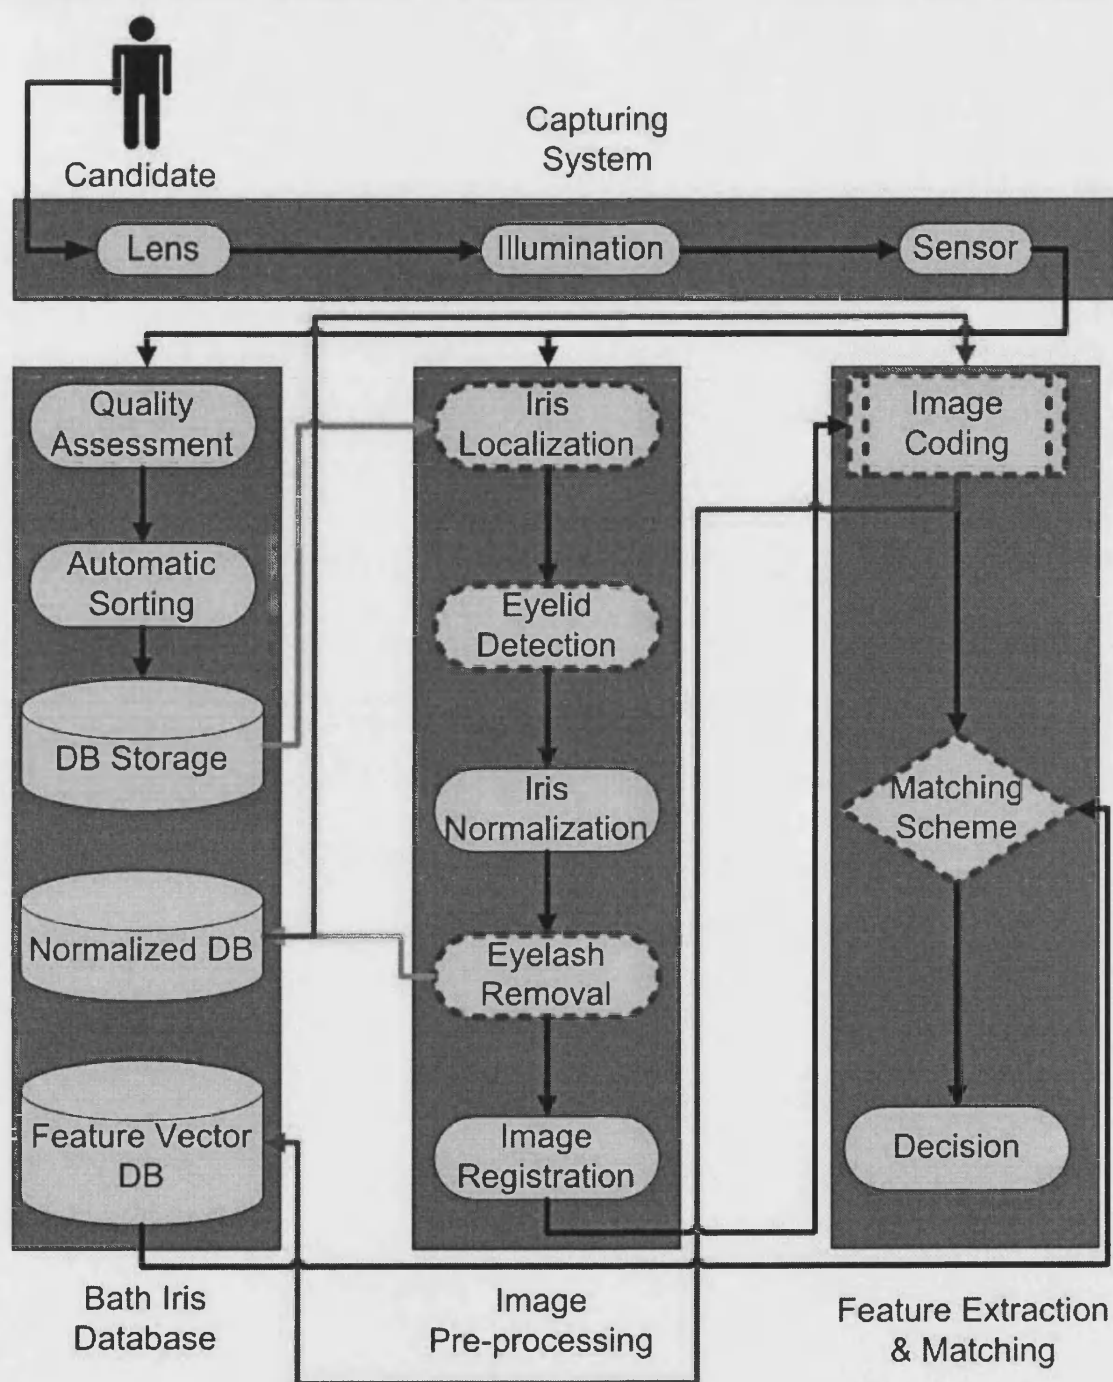 Candidate
Capturing
System
Lens
Illumination
Sensor
Quality
Assessment
Automatic
Sorting
DB Storage
Normalized DB
Feature Vector
DB
Bath Iris
Database
Iris
Localization
Eyelid
Detection
Iris
Normalization
Eyelash
Removal
Image
Registration
Image
Pre-processing
Image
Coding
Matching
Scheme
Decision
Feature Extraction
& Matching